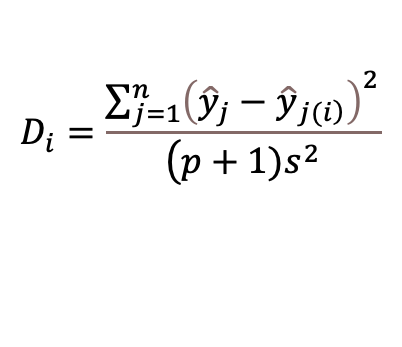 D_i = \frac{\sum_{j=1}^{n} (\hat{y}_j - \hat{y}_{j(i)})^2}{(p + 1)s^2}